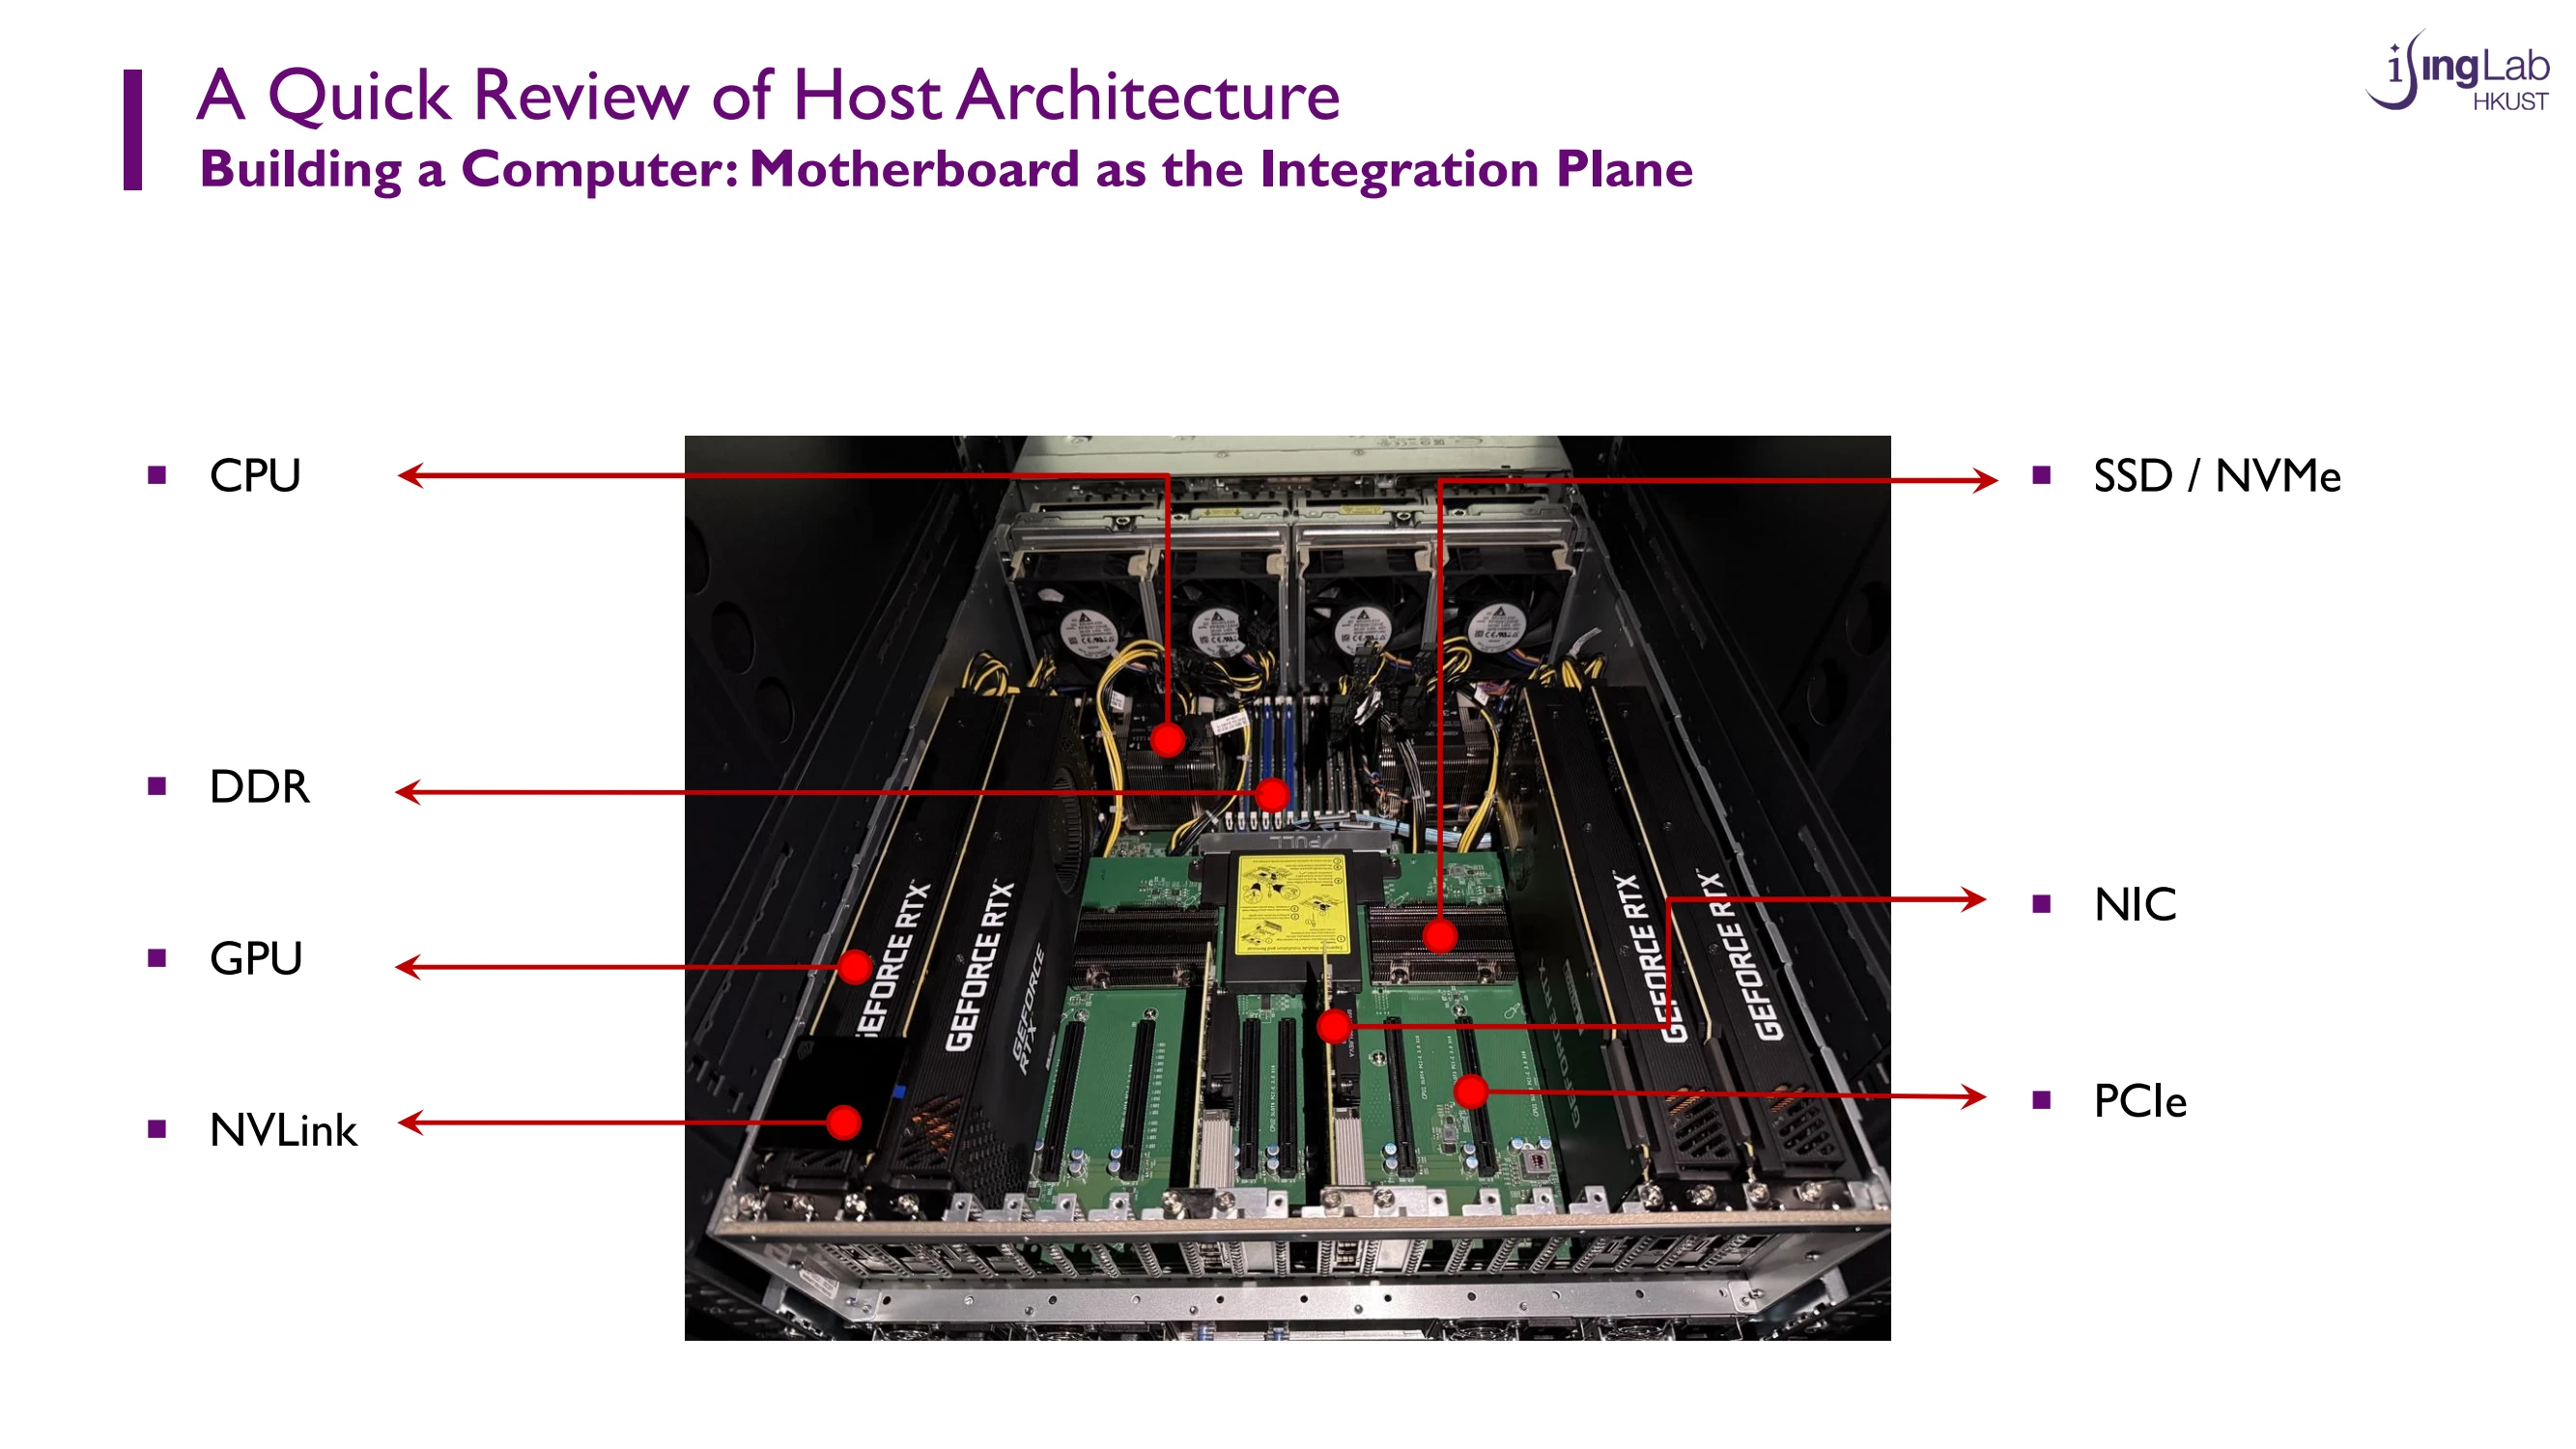 A Quick Review of Host Architecture
Building a Computer: Motherboard as the Integration Plane
iSingLab
HKUST
CPU
SSD / NVMe
DDR
GPU
NIC
NVLink
PCIe
GEFORCE RTX
GEFORCE RTX
GEFORCE RTX
GEFORCE RTX